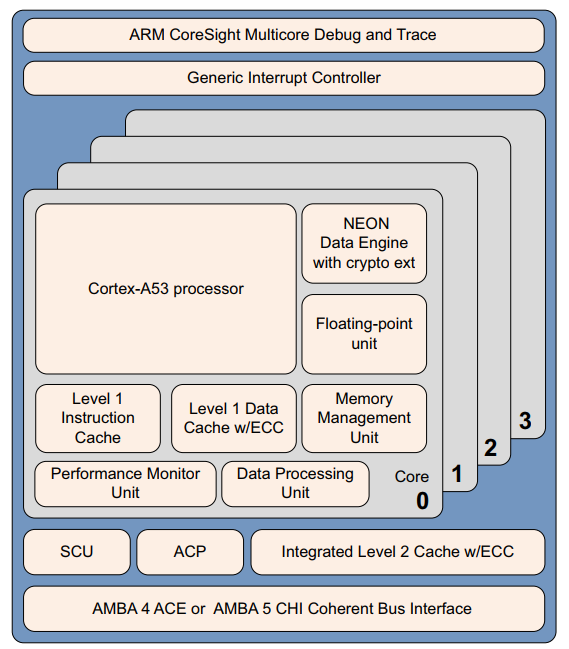 ARM CoreSight Multicore Debug and Trace
Generic Interrupt Controller
NEON
Data Engine
with crypto ext
Cortex-A53 processor
Floating-point
unit
Level 1
Instruction
Cache
Level 1 Data
Cache w/ECC
Memory
Management
Unit
Performance Monitor
Unit
Data Processing
Unit
Core
0
1
2
3
SCU
ACP
Integrated Level 2 Cache w/ECC
AMBA 4 ACE or AMBA 5 CHI Coherent Bus Interface